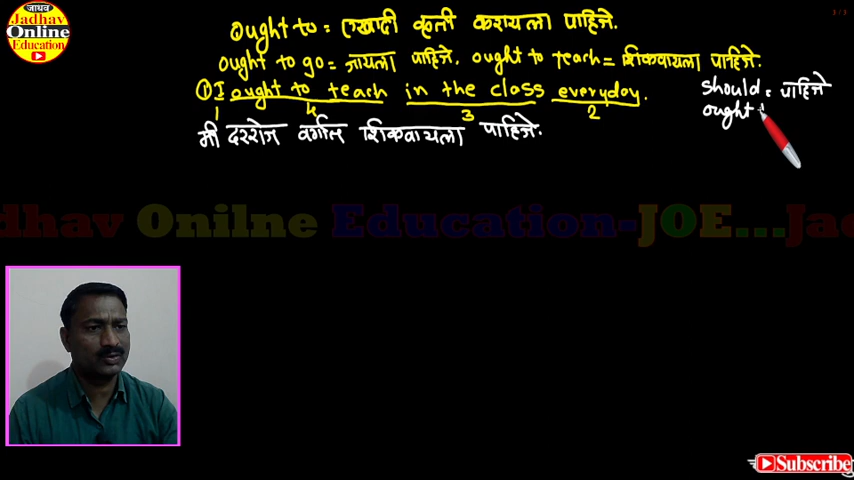 जाधव
Jadhav
Online
Education
Ought to = एखादी कृती करायला पाहिजे.
Ought to go = जायला पाहिजे, ought to teach = शिकवायला पाहिजे.
① I ought to teach in the class everyday.
1 4 3 2
मी दररोज वर्गात शिकवायला पाहिजे.
should = पाहिजे
ought
dhav Onilne Education-JOE...Ja
Subscribe